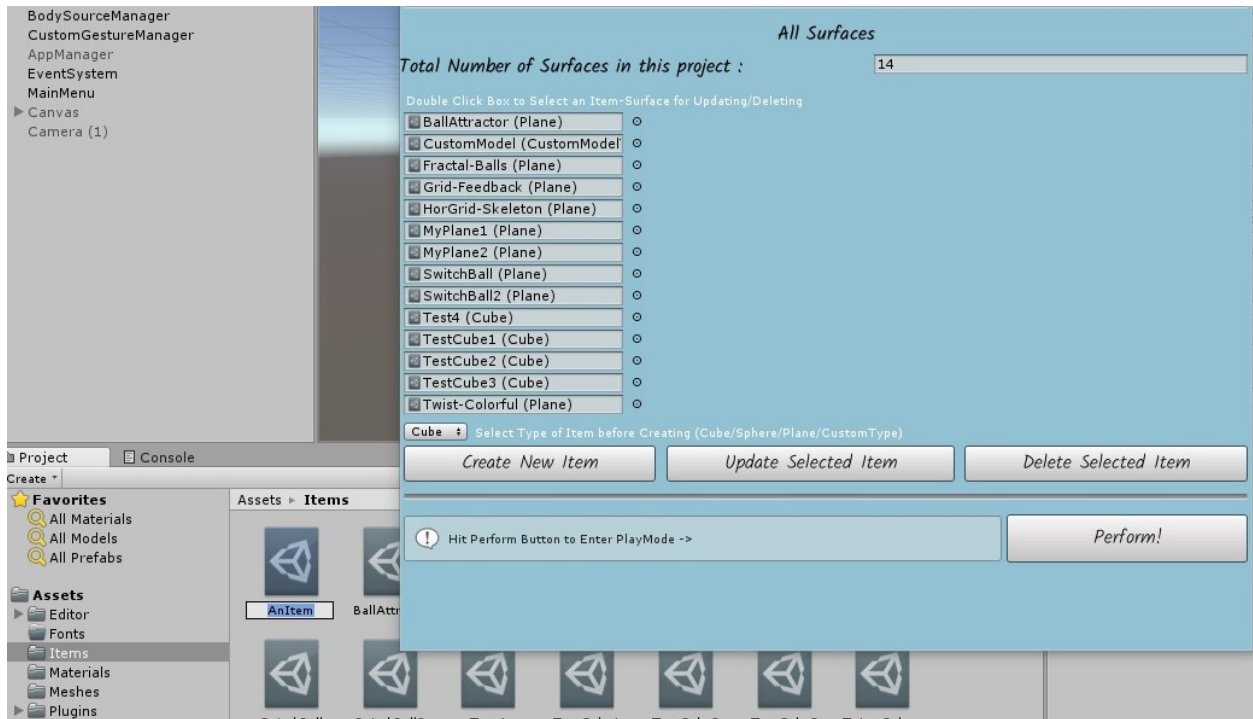 BodySourceManager
CustomGestureManager
AppManager
EventSystem
MainMenu
Canvas
Camera (1)
All Surfaces
Total Number of Surfaces in this project :
14
Double Click Box to Select an Item-Surface for Updating/Deleting
BallAttractor (Plane)
CustomModel (CustomModel
Fractal-Balls (Plane)
Grid-Feedback (Plane)
HorGrid-Skeleton (Plane)
MyPlane1 (Plane)
MyPlane2 (Plane)
SwitchBall (Plane)
SwitchBall2 (Plane)
Test4 (Cube)
TestCube1 (Cube)
TestCube2 (Cube)
TestCube3 (Cube)
Twist-Colorful (Plane)
Cube Select Type of Item before Creating (Cube/Sphere/Plane/CustomType)
Create New Item
Update Selected Item
Delete Selected Item
Hit Perform Button to Enter PlayMode ->
Perform!
Project
Console
Create
Favorites
All Materials
All Models
All Prefabs
Assets
Editor
Fonts
Items
Materials
Meshes
Plugins
Assets Items
AnItem
BallAttr